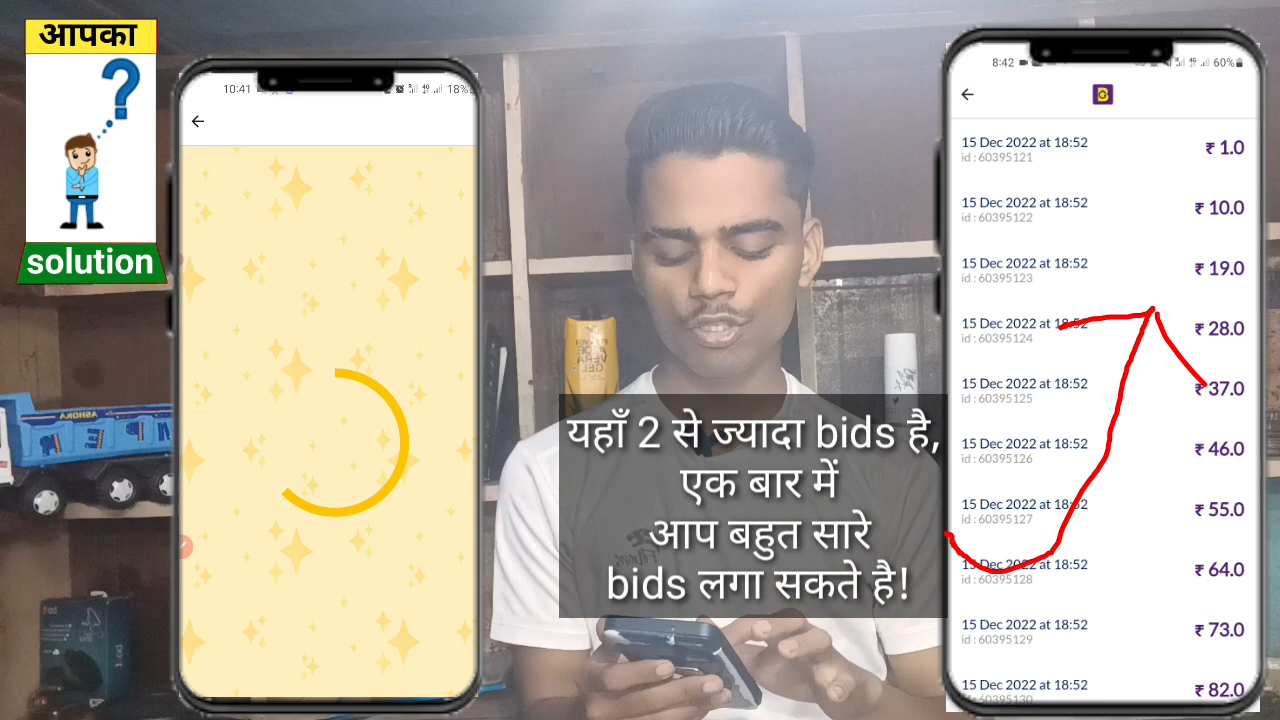 आपका
?
solution
10:41
18%
8:42
60%
15 Dec 2022 at 18:52
₹ 1.0
id : 60395121
15 Dec 2022 at 18:52
₹ 10.0
id : 60395122
15 Dec 2022 at 18:52
₹ 19.0
id : 60395123
15 Dec 2022 at 18:52
₹ 28.0
id : 60395124
15 Dec 2022 at 18:52
₹ 37.0
id : 60395125
15 Dec 2022 at 18:52
₹ 46.0
id : 60395126
15 Dec 2022 at 18:52
₹ 55.0
id : 60395127
15 Dec 2022 at 18:52
₹ 64.0
id : 60395128
15 Dec 2022 at 18:52
₹ 73.0
id : 60395129
15 Dec 2022 at 18:52
₹ 82.0
id : 60395130
यहाँ 2 से ज्यादा bids है,
एक बार में
आप बहुत सारे
bids लगा सकते है!
ASHOKA